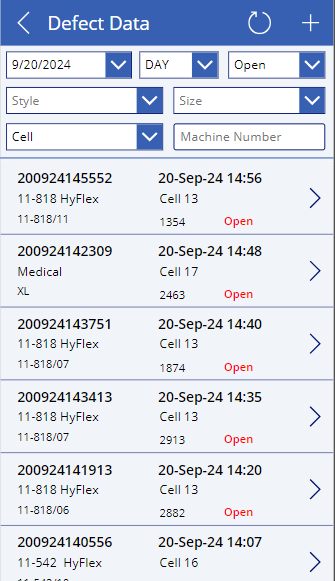 Defect Data
9/20/2024 DAY Open
Style Size
Cell Machine Number
200924145552 20-Sep-24 14:56
11-818 HyFlex Cell 13
11-818/11 1354 Open
200924142309 20-Sep-24 14:48
Medical Cell 17
XL 2463 Open
200924143751 20-Sep-24 14:40
11-818 HyFlex Cell 13
11-818/07 1874 Open
200924143413 20-Sep-24 14:35
11-818 HyFlex Cell 13
11-818/07 2913 Open
200924141913 20-Sep-24 14:20
11-818 HyFlex Cell 13
11-818/06 2882 Open
200924140556 20-Sep-24 14:07
11-542 HyFlex Cell 16